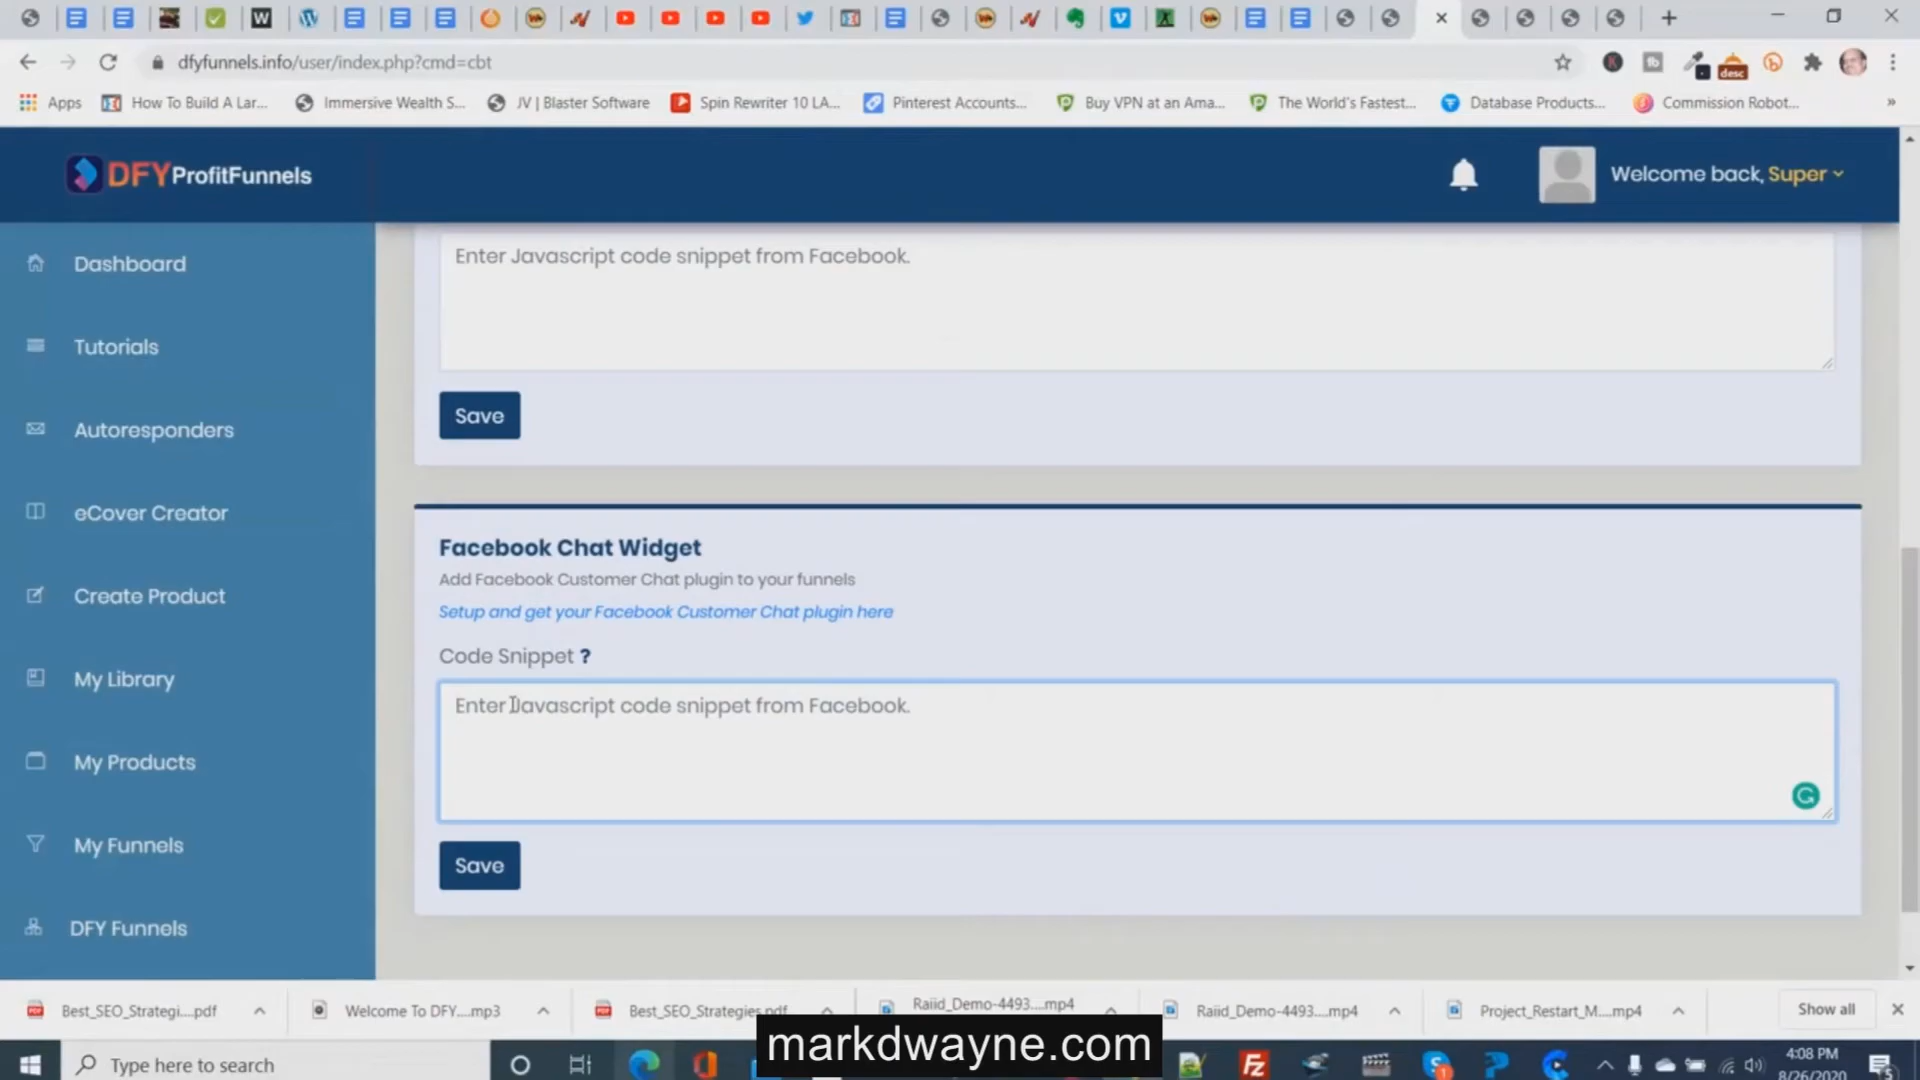 dfyfunnels.info/user/index.php?cmd=cbt
desc
Apps
How To Build A Lar...
Immersive Wealth S...
JV | Blaster Software
Spin Rewriter 10 LA...
Pinterest Accounts...
Buy VPN at an Ama...
The World's Fastest...
Database Products...
Commission Robot...
DFYProfitFunnels
Welcome back, Super
Dashboard
Tutorials
Autoresponders
eCover Creator
Create Product
My Library
My Products
My Funnels
DFY Funnels
Enter Javascript code snippet from Facebook.
Save
Facebook Chat Widget
Add Facebook Customer Chat plugin to your funnels
Setup and get your Facebook Customer Chat plugin here
Code Snippet ?
Enter Javascript code snippet from Facebook.
Save
Best_SEO_Strategi....pdf
Welcome To DFY....mp3
Best_SEO_Strategies.pdf
Raiid_Demo-4493....mp4
Raiid_Demo-4493....mp4
Project_Restart_M....mp4
Show all
markdwayne.com
Type here to search
4:08 PM
8/26/2020